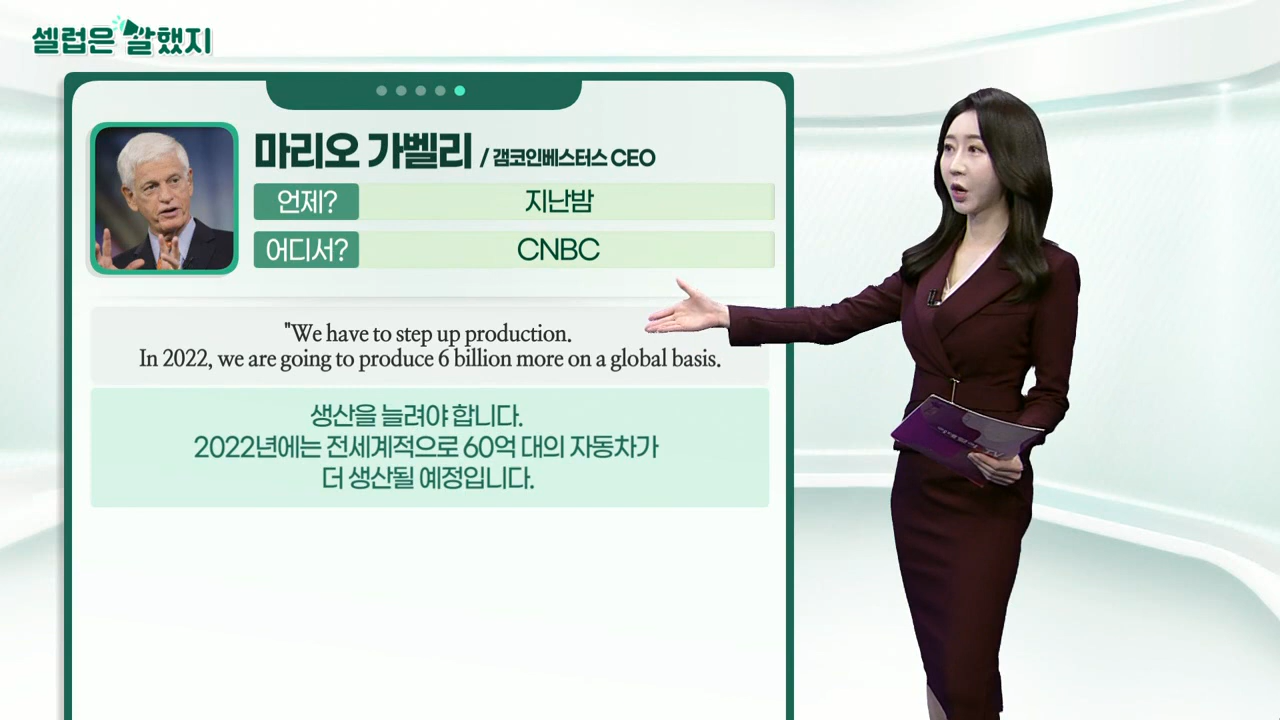 셀럽은 말했지
마리오 가벨리 / 갬코인베스터스 CEO
언제? 지난밤
어디서? CNBC
"We have to step up production.
In 2022, we are going to produce 6 billion more on a global basis.
생산을 늘려야 합니다.
2022년에는 전세계적으로 60억 대의 자동차가
더 생산될 예정입니다.